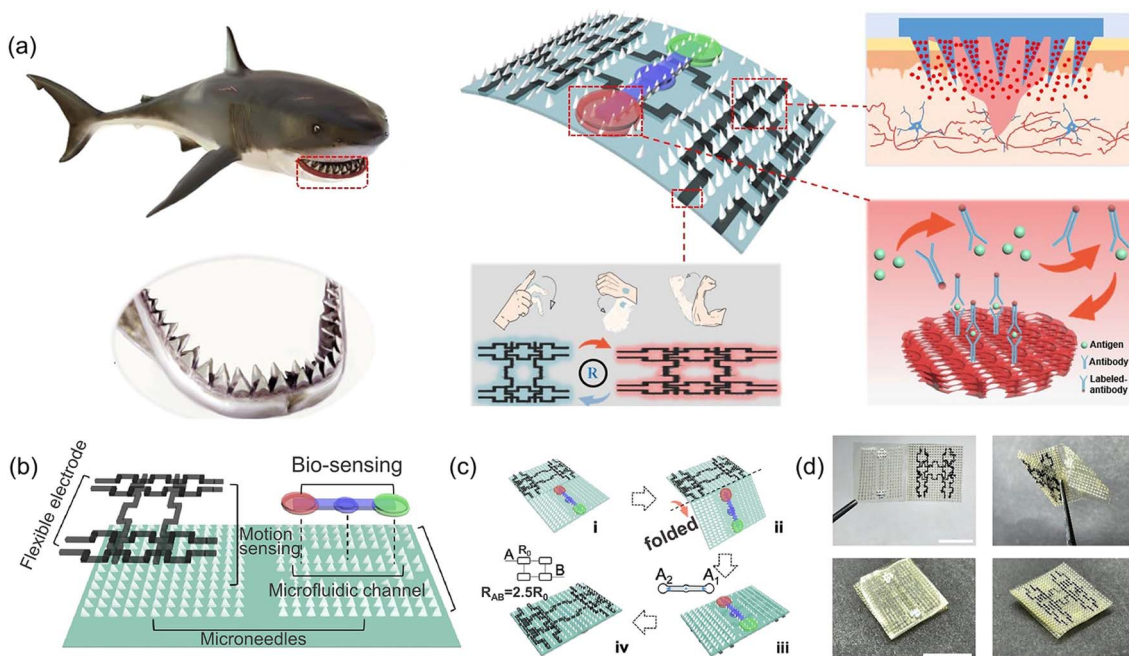 (a)
R
Antigen
Antibody
Labeled-
antibody
(b)
Flexible electrode
Bio-sensing
Motion
sensing
Microfluidic channel
Microneedles
(c)
i
folded
ii
A R₀
B
R_AB=2.5R₀
A₂ A₁
iv
iii
(d)